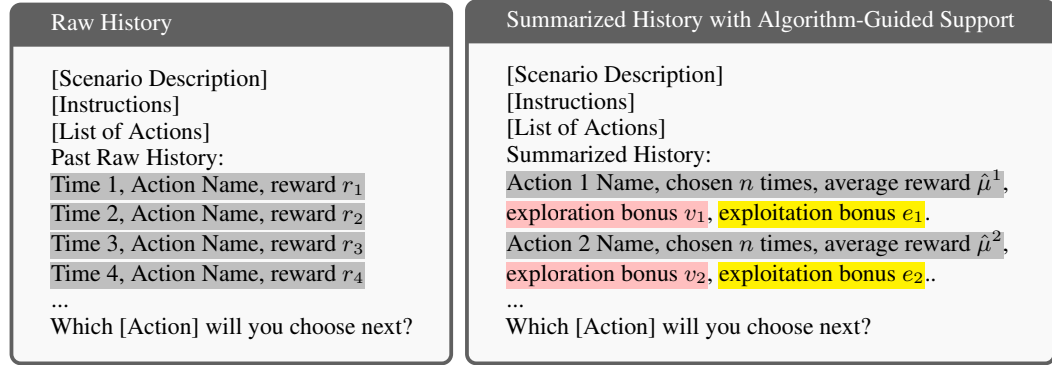 Raw History
[Scenario Description]
[Instructions]
[List of Actions]
Past Raw History:
Time 1, Action Name, reward r₁
Time 2, Action Name, reward r₂
Time 3, Action Name, reward r₃
Time 4, Action Name, reward r₄
...
Which [Action] will you choose next?
Summarized History with Algorithm-Guided Support
[Scenario Description]
[Instructions]
[List of Actions]
Summarized History:
Action 1 Name, chosen n times, average reward μ̂¹,
exploration bonus v₁, exploitation bonus e₁.
Action 2 Name, chosen n times, average reward μ̂²,
exploration bonus v₂, exploitation bonus e₂..
...
Which [Action] will you choose next?